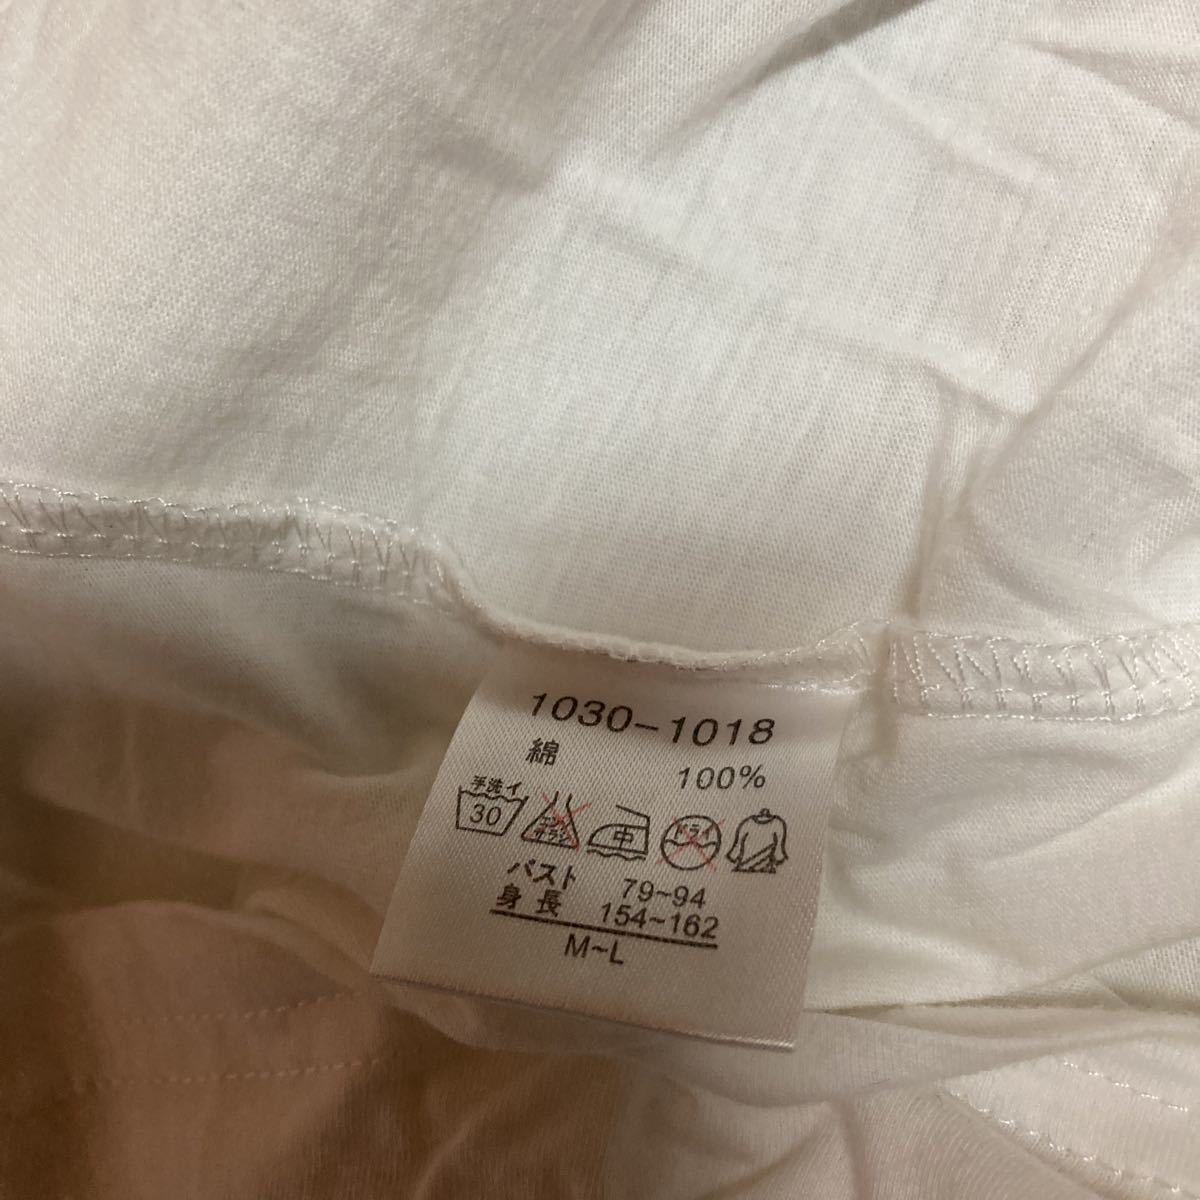 1030-1018
綿 100%
手洗イ
30 エンソサラシ 中 ドライ
バスト 79~94
身長 154~162
M~L